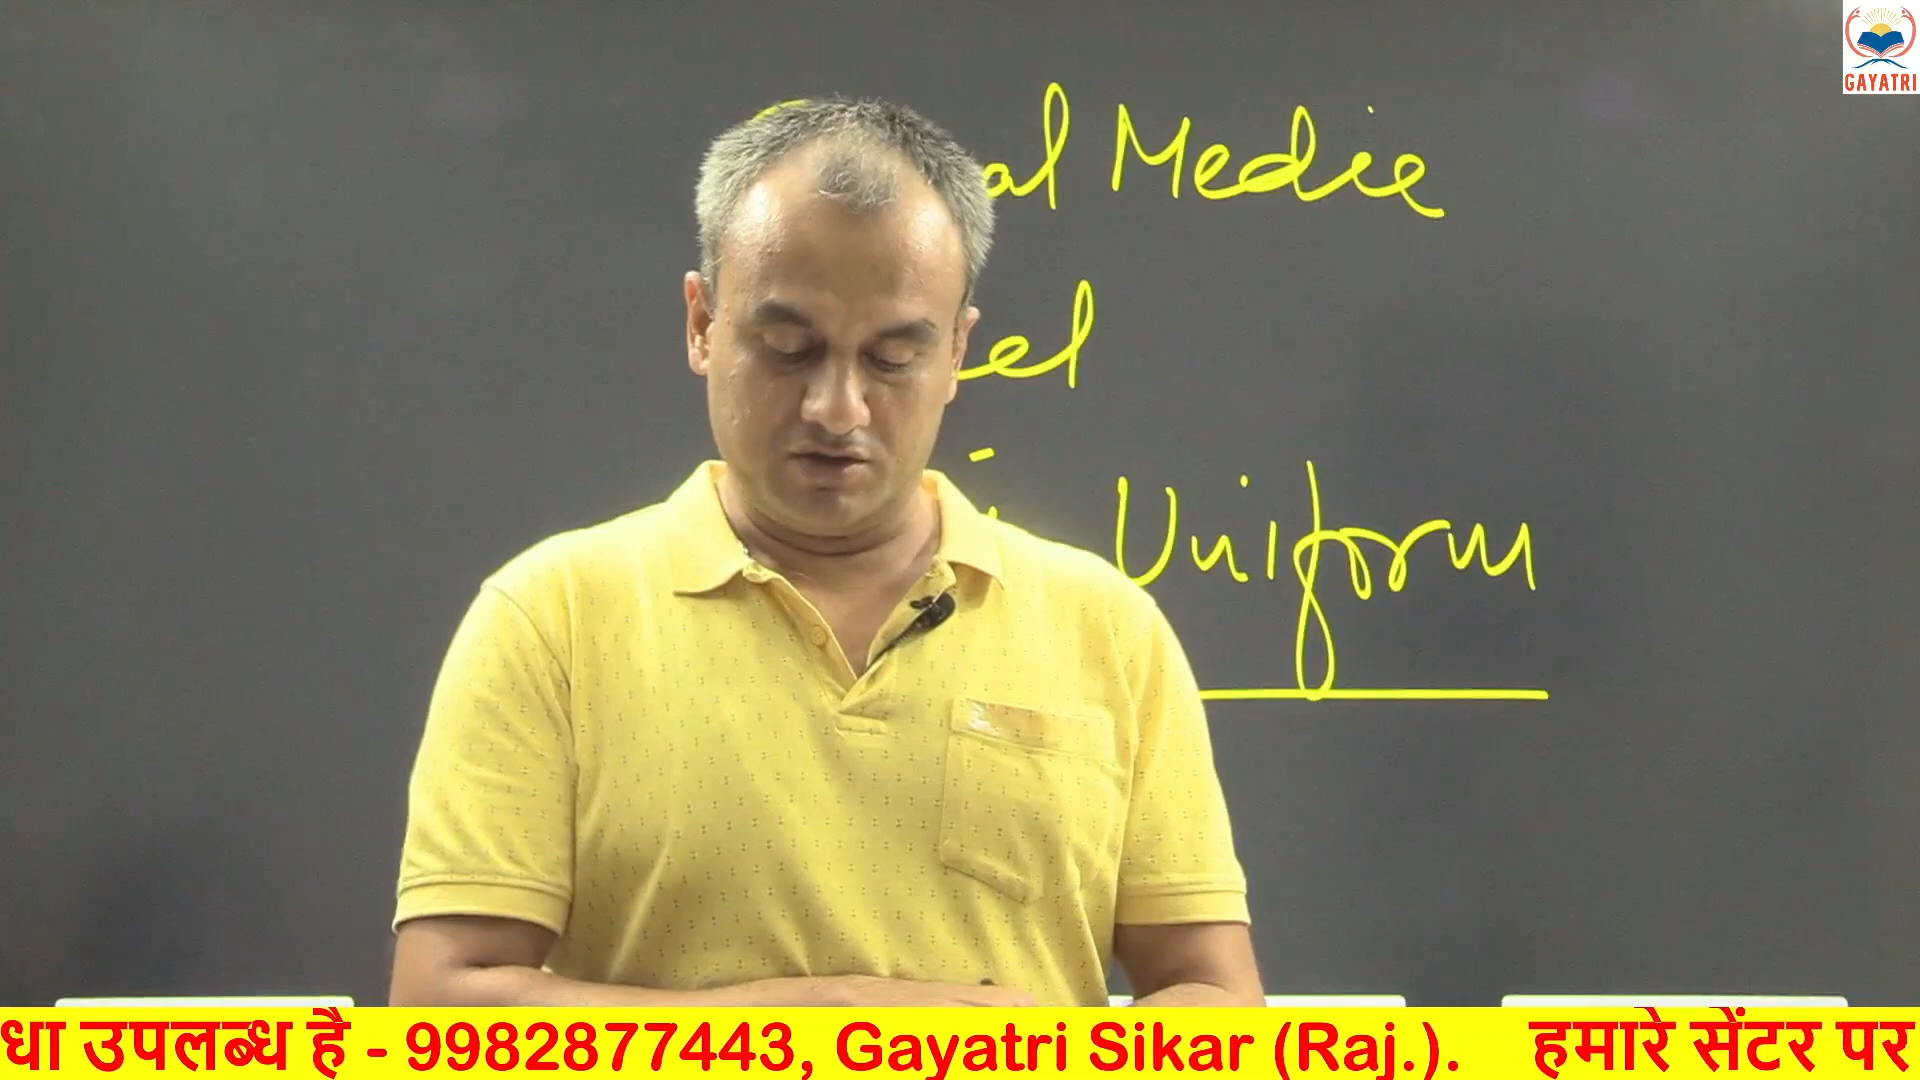 GAYATRI
al Medie
el
Uniform
धा उपलब्ध है - 9982877443, Gayatri Sikar (Raj.). हमारे सेंटर पर